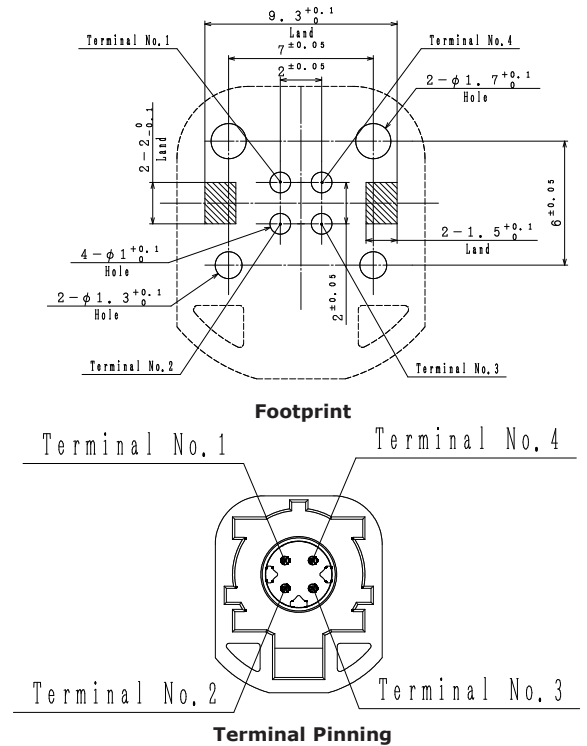 9.3+0.1 0
Land
Terminal No.1
7±0.05
Terminal No.4
2±0.05
2-φ1.7+0.1 0
Hole
2-2 0 -0.1
Land
6±0.05
2-1.5+0.1 0
Land
4-φ1+0.1 0
Hole
2-φ1.3+0.1 0
Hole
2±0.05
Terminal No.2
Terminal No.3
Footprint
Terminal No.1
Terminal No.4
Terminal No.2
Terminal No.3
Terminal Pinning